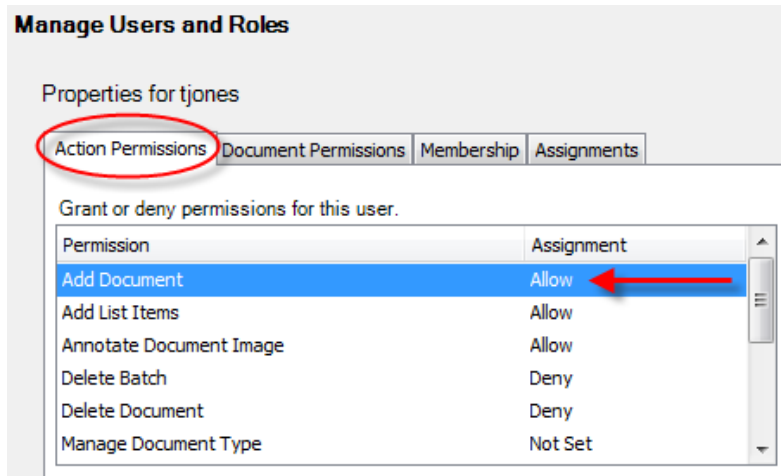 Manage Users and Roles
Properties for tjones
Action Permissions Document Permissions Membership Assignments
Grant or deny permissions for this user.
Permission Assignment
Add Document Allow
Add List Items Allow
Annotate Document Image Allow
Delete Batch Deny
Delete Document Deny
Manage Document Type Not Set